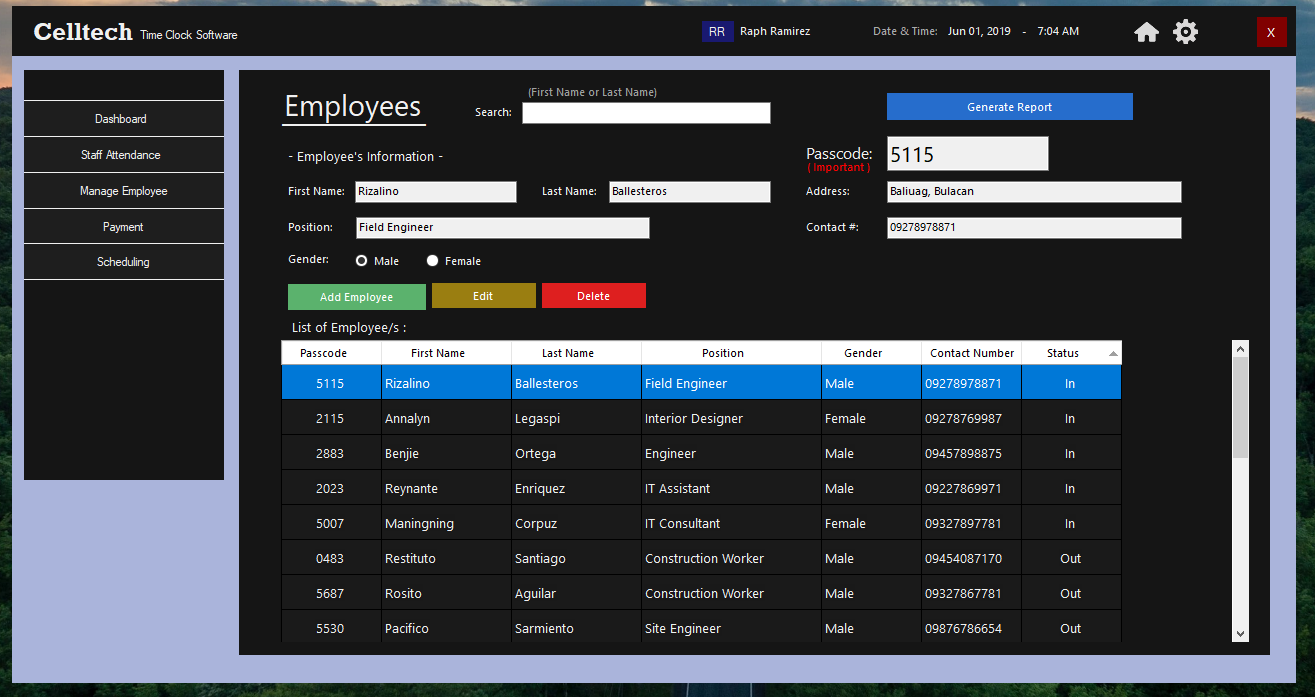 Celltech Time Clock Software
RR Raph Ramirez
Date & Time: Jun 01, 2019 - 7:04 AM
X
Dashboard
Staff Attendance
Manage Employee
Payment
Scheduling
Employees
(First Name or Last Name)
Search:
Generate Report
- Employee's Information -
Passcode: 5115
( Important )
First Name: Rizalino Last Name: Ballesteros Address: Baliuag, Bulacan
Position: Field Engineer Contact #: 09278978871
Gender: Male Female
Add Employee Edit Delete
List of Employee/s :
Passcode First Name Last Name Position Gender Contact Number Status
5115 Rizalino Ballesteros Field Engineer Male 09278978871 In
2115 Annalyn Legaspi Interior Designer Female 09278769987 In
2883 Benjie Ortega Engineer Male 09457898875 In
2023 Reynante Enriquez IT Assistant Male 09227869971 In
5007 Maningning Corpuz IT Consultant Female 09327897781 In
0483 Restituto Santiago Construction Worker Male 09454087170 Out
5687 Rosito Aguilar Construction Worker Male 09327867781 Out
5530 Pacifico Sarmiento Site Engineer Male 09876786654 Out